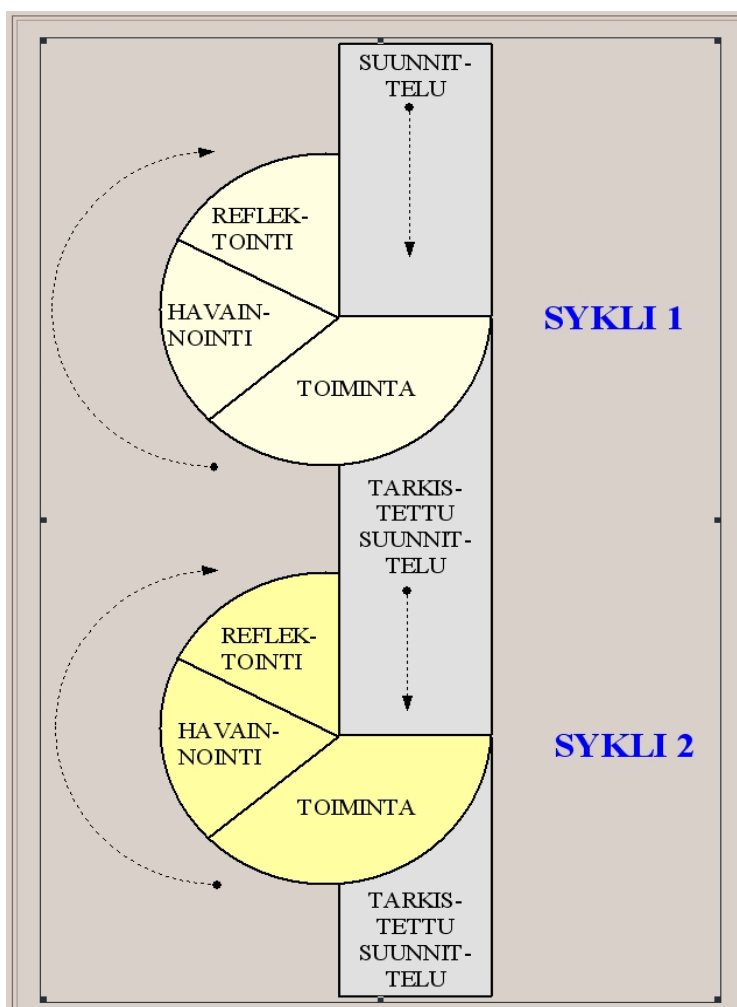 SUUNNIT-
TELU
REFLEK-
TOINTI
HAVAIN-
NOINTI
TOIMINTA
SYKLI 1
TARKIS-
TETTU
SUUNNIT-
TELU
REFLEK-
TOINTI
HAVAIN-
NOINTI
TOIMINTA
SYKLI 2
TARKIS-
TETTU
SUUNNIT-
TELU